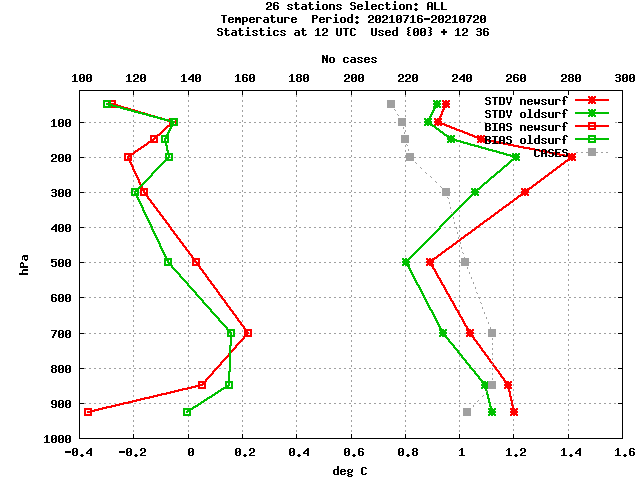 26 stations Selection: ALL
Temperature  Period: 20210716-20210720
Statistics at 12 UTC  Used {00} + 12 36
No cases
100 120 140 160 180 200 220 240 260 280 300
STDV newsurf
100
STDV oldsurf
BIAS newsurf
BIAS oldsurf
CASES
200
300
400
500
hPa
600
700
800
900
1000
-0.4 -0.2 0 0.2 0.4 0.6 0.8 1 1.2 1.4 1.6
deg C